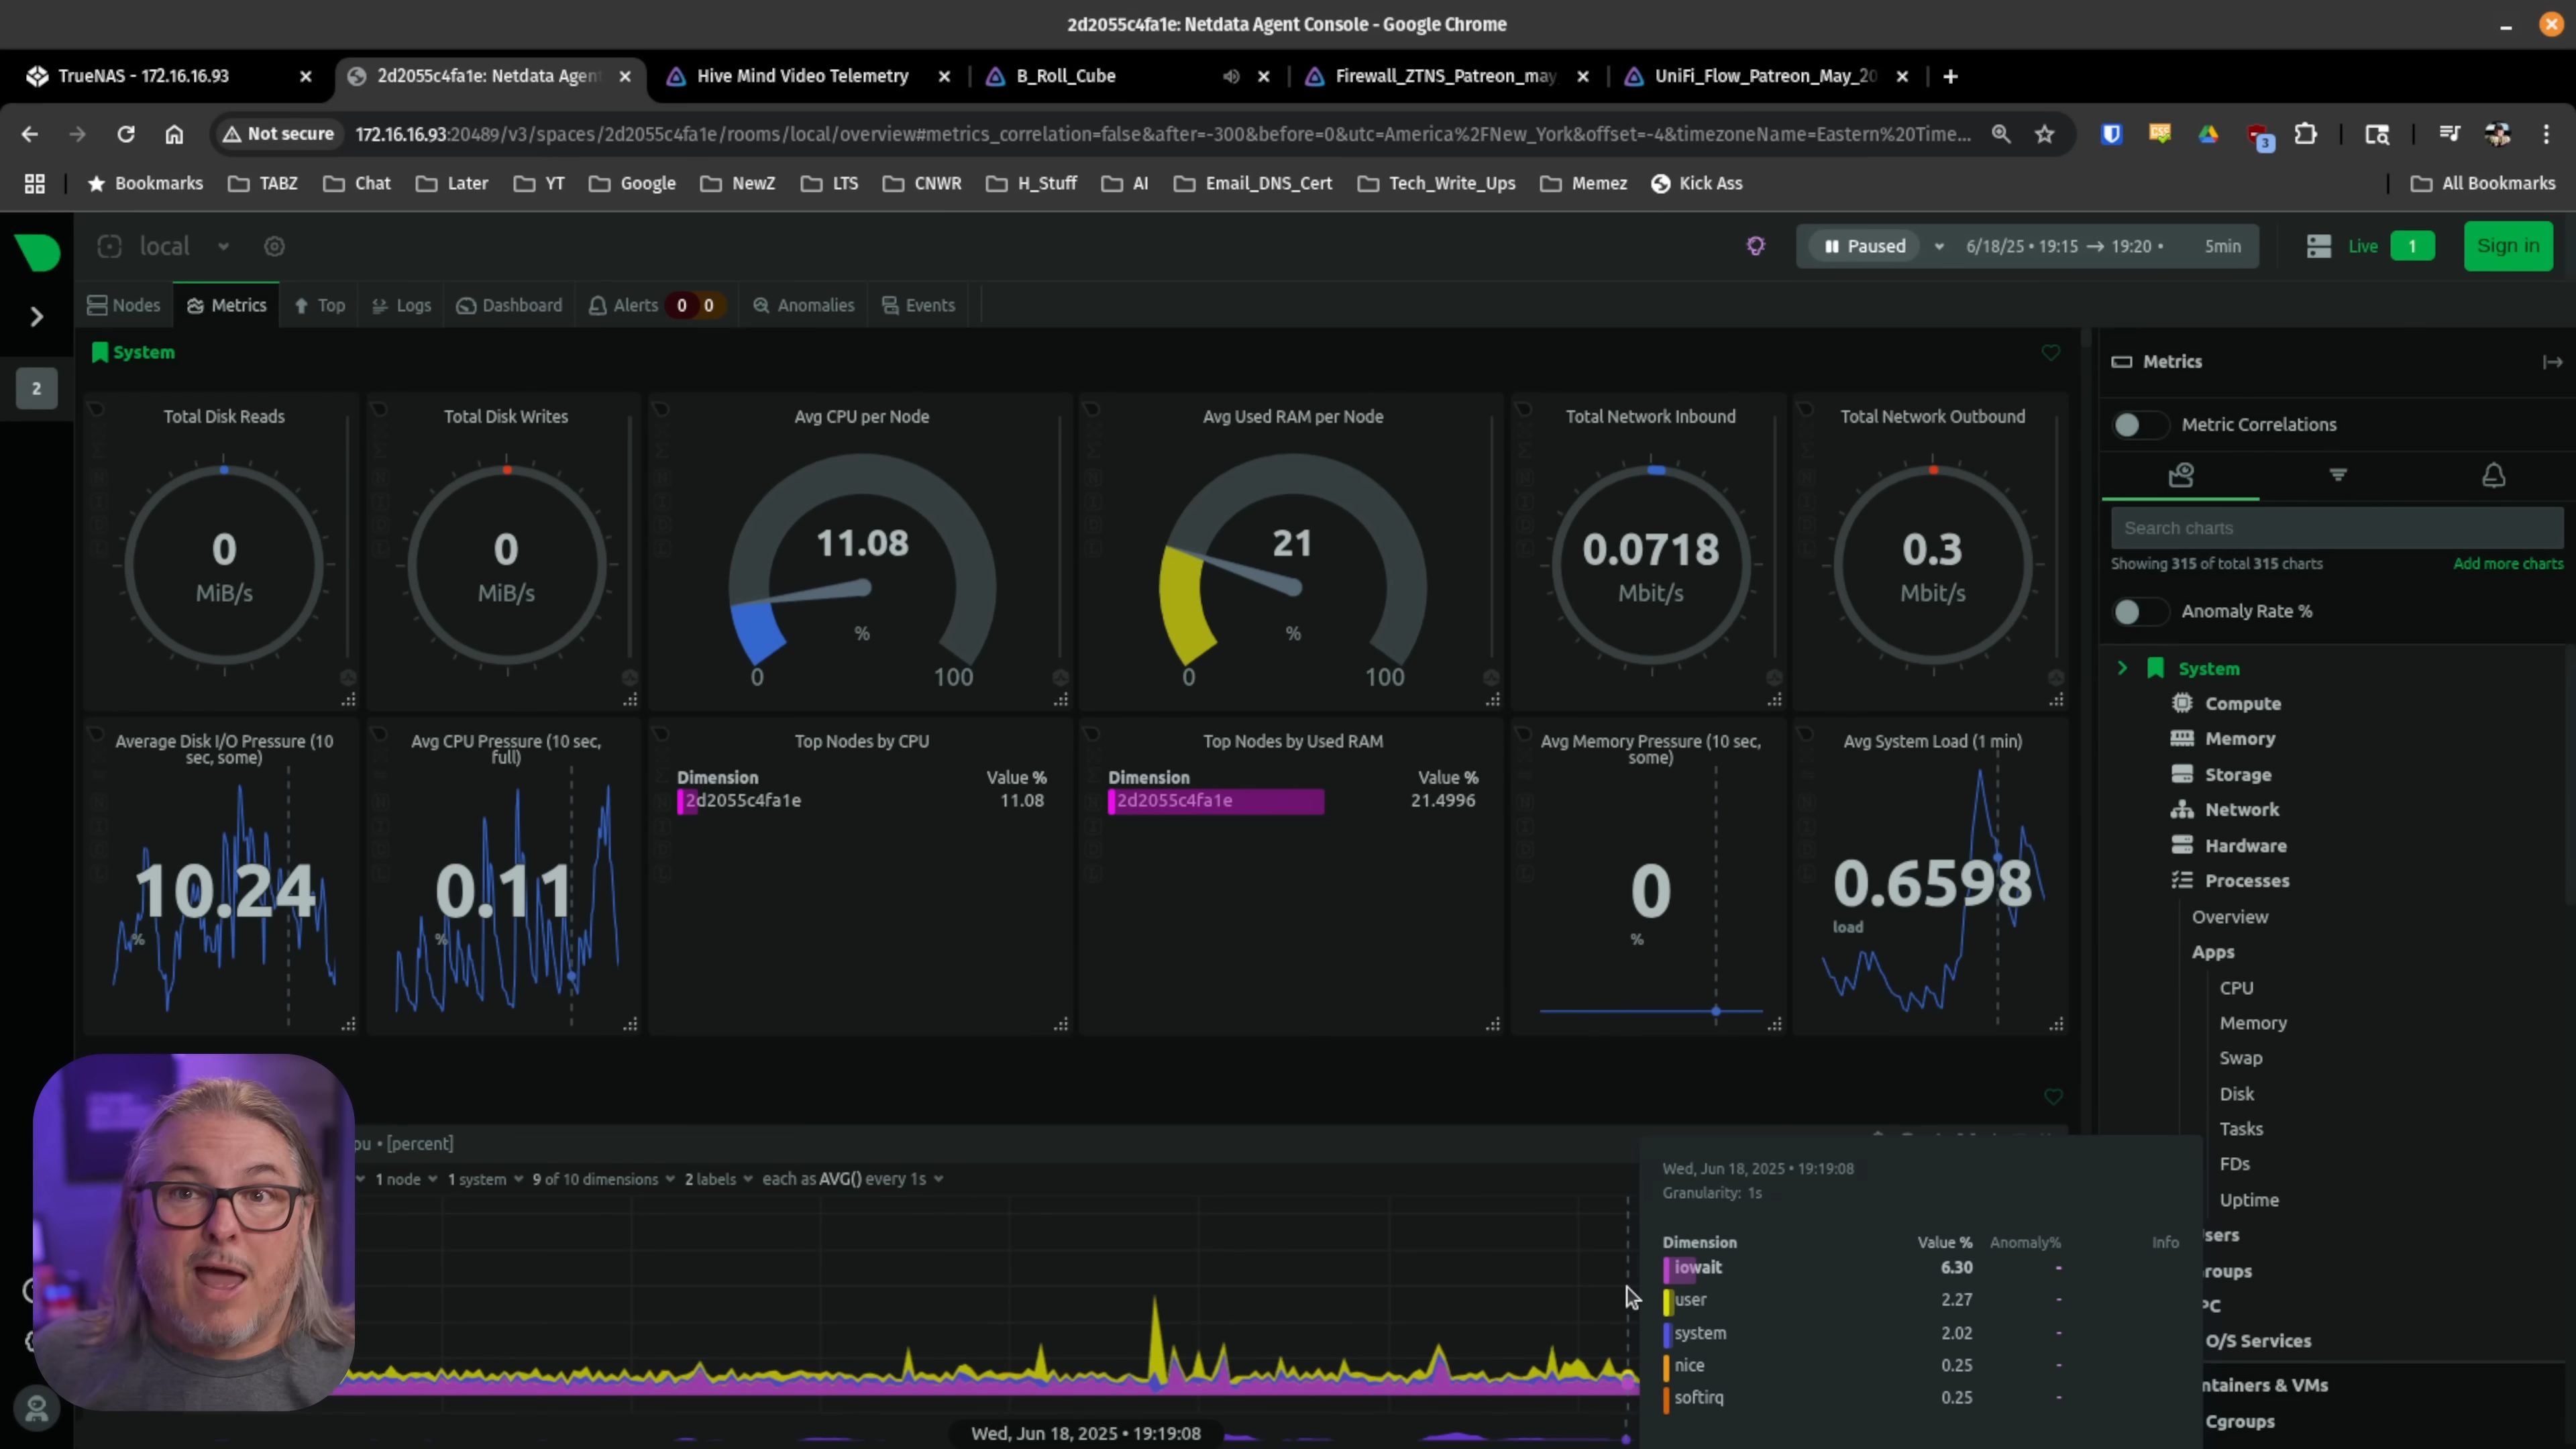 2d2055c4fa1e: Netdata Agent Console - Google Chrome
TrueNAS - 172.16.16.93
2d2055c4fa1e: Netdata Agent
Hive Mind Video Telemetry
B_Roll_Cube
Firewall_ZTNS_Patreon_may
UniFi_Flow_Patreon_May_20
Not secure
172.16.16.93:20489/v3/spaces/2d2055c4fa1e/rooms/local/overview#metrics_correlation=false&after=-300&before=0&utc=America%2FNew_York&offset=-4&timezoneName=Eastern%20Time...
3
Bookmarks
TABZ
Chat
Later
YT
Google
NewZ
LTS
CNWR
H_Stuff
AI
Email_DNS_Cert
Tech_Write_Ups
Memez
Kick Ass
All Bookmarks
local
Paused
6/18/25 • 19:15 → 19:20 •
5min
Live
1
Sign in
Nodes
Metrics
Top
Logs
Dashboard
Alerts
0
0
Anomalies
Events
2
System
Total Disk Reads
0
MiB/s
Total Disk Writes
0
MiB/s
Avg CPU per Node
11.08
%
0
100
Avg Used RAM per Node
21
%
0
100
Total Network Inbound
0.0718
Mbit/s
Total Network Outbound
0.3
Mbit/s
Average Disk I/O Pressure (10
sec, some)
10.24
%
Avg CPU Pressure (10 sec,
full)
0.11
%
Top Nodes by CPU
Dimension Value %
2d2055c4fa1e 11.08
Top Nodes by Used RAM
Dimension Value %
2d2055c4fa1e 21.4996
Avg Memory Pressure (10 sec,
some)
0
%
Avg System Load (1 min)
0.6598
load
• [percent]
1 node
1 system
9 of 10 dimensions
2 labels
each as AVG() every 1s
Wed, Jun 18, 2025 • 19:19:08
Wed, Jun 18, 2025 • 19:19:08
Granularity: 1s
Dimension Value % Anomaly% Info
iowait 6.30 -
user 2.27 -
system 2.02 -
nice 0.25 -
softirq 0.25 -
Metrics
Metric Correlations
Search charts
Showing 315 of total 315 charts
Add more charts
Anomaly Rate %
System
Compute
Memory
Storage
Network
Hardware
Processes
Overview
Apps
CPU
Memory
Swap
Disk
Tasks
FDs
Uptime
sers
roups
PC
O/S Services
ntainers & VMs
Cgroups